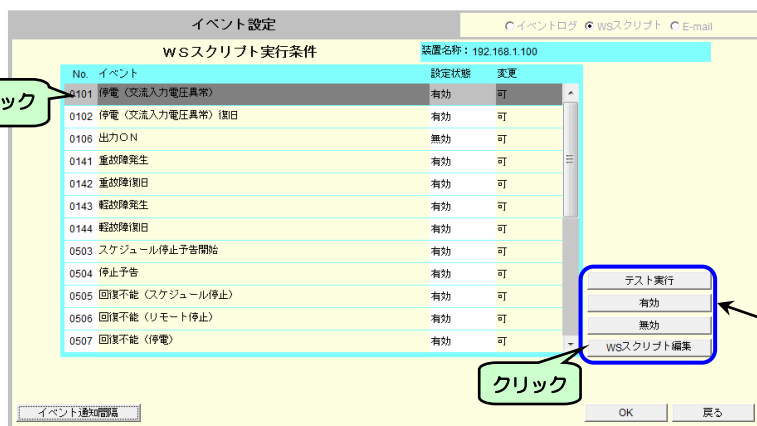 イベント設定
イベントログ WSスクリプト E-mail
WSスクリプト実行条件 装置名称：192.168.1.100
No. イベント 設定状態 変更
ック
0101 停電（交流入力電圧異常） 有効 可
0102 停電（交流入力電圧異常）復旧 有効 可
0106 出力ON 無効 可
0141 重故障発生 有効 可
0142 重故障復旧 有効 可
0143 軽故障発生 有効 可
0144 軽故障復旧 有効 可
0503 スケジュール停止予告開始 有効 可
0504 停止予告 有効 可
0505 回復不能（スケジュール停止） 有効 可
0506 回復不能（リモート停止） 有効 可
0507 回復不能（停電） 有効 可
テスト実行
有効
無効
WSスクリプト編集
クリック
イベント通知間隔 OK 戻る